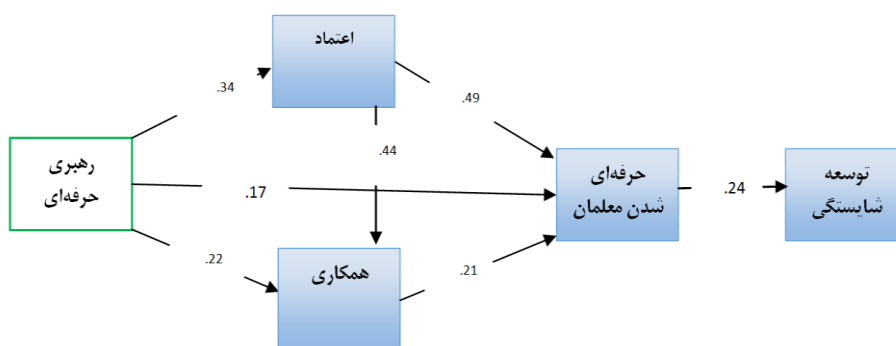 اعتماد
.34
.49
.44
رهبری
حرفه‌ای
.17
حرفه‌ای
شدن معلمان
.24
توسعه
شایستگی
.22
همکاری
.21